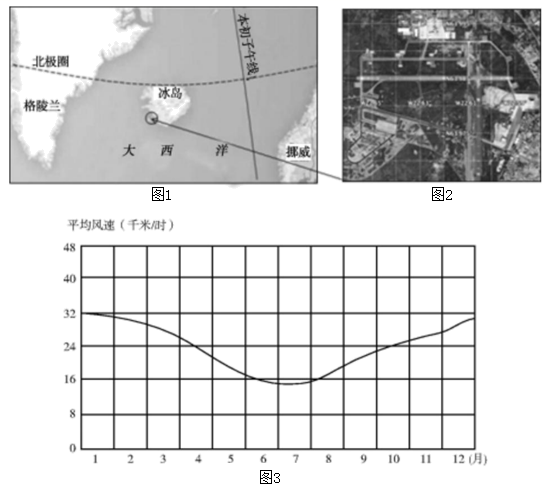 本初子午线
北极圈
格陵兰
冰岛
大西洋
挪威
图1
图2
平均风速（千米/时）
48
40
32
24
16
8
0
1 2 3 4 5 6 7 8 9 10 11 12 (月)
图3